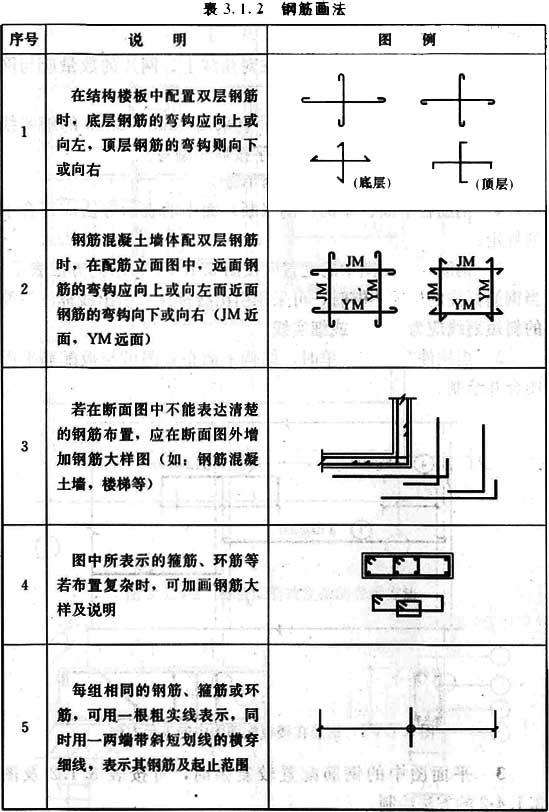 表 3.1.2 钢筋画法
序号 说 明 图 例
1
在结构楼板中配置双层钢筋
时，底层钢筋的弯钩应向上或
向左，顶层钢筋的弯钩则向下
或向右
(底层) (顶层)
2
钢筋混凝土墙体配双层钢筋
时，在配筋立面图中，远面钢
筋的弯钩应向上或向左而近面
钢筋的弯钩向下或向右（JM 近
面，YM 远面）
JM JM
JM YM JM YM
YM YM
3
若在断面图中不能表达清楚
的钢筋布置，应在断面图外增
加钢筋大样图（如：钢筋混凝
土墙，楼梯等）
4
图中所表示的箍筋、环筋等
若布置复杂时，可加画钢筋大
样及说明
5
每组相同的钢筋、箍筋或环
筋，可用一根粗实线表示，同
时用一两端带斜短划线的横穿
细线，表示其钢筋及起止范围